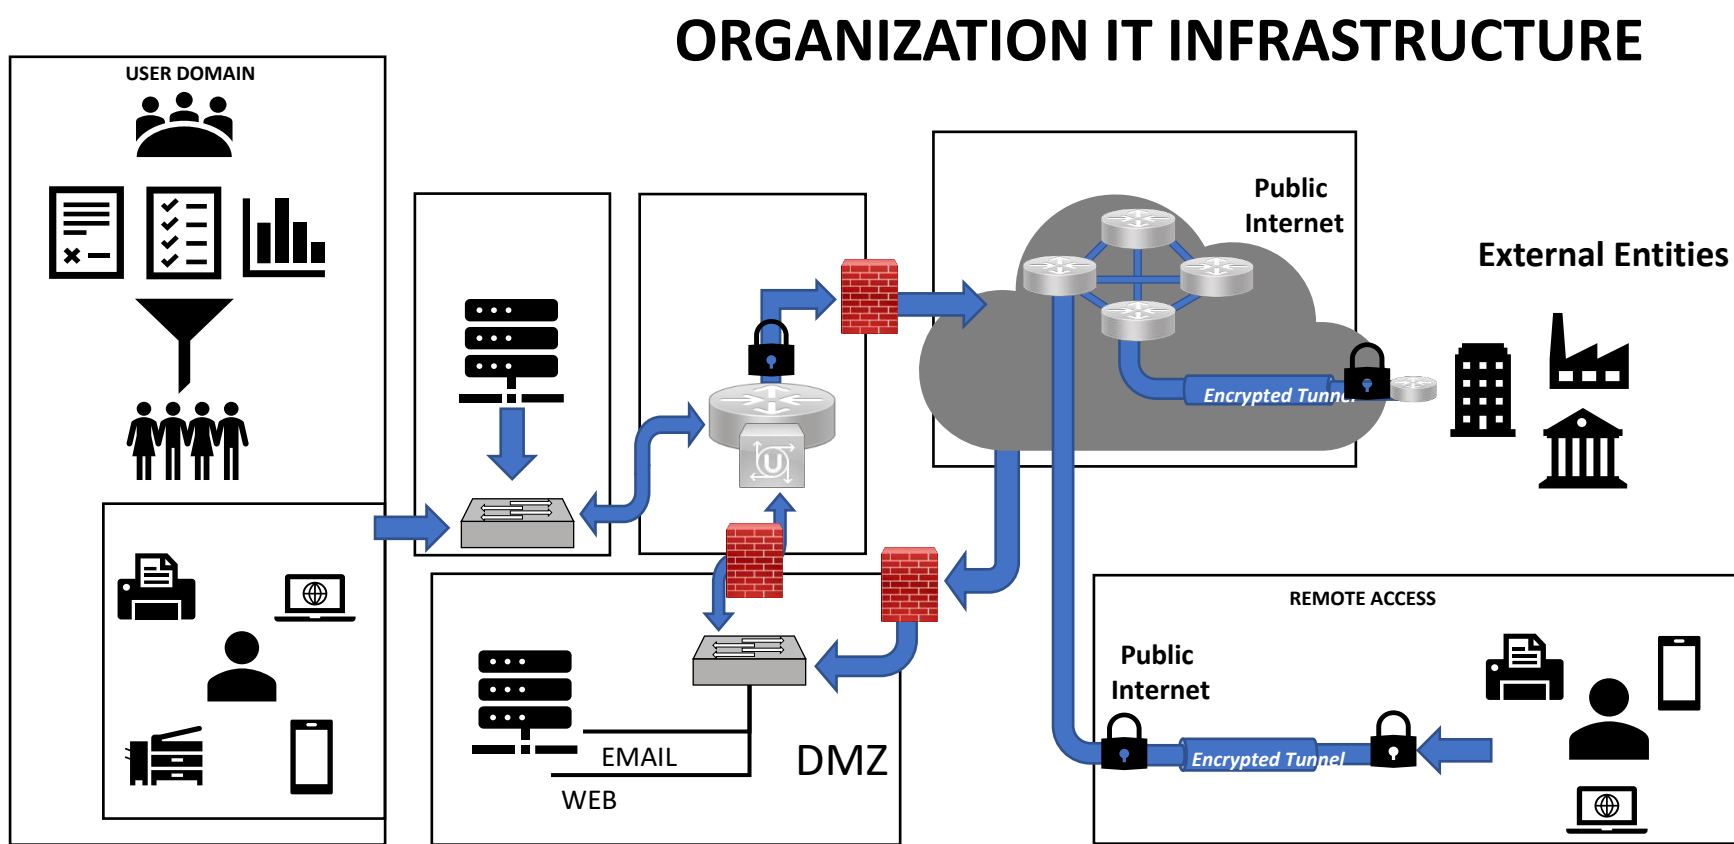 ORGANIZATION IT INFRASTRUCTURE
USER DOMAIN
Public
Internet
External Entities
Encrypted Tunnel
U
REMOTE ACCESS
Public
Internet
Encrypted Tunnel
EMAIL
DMZ
WEB